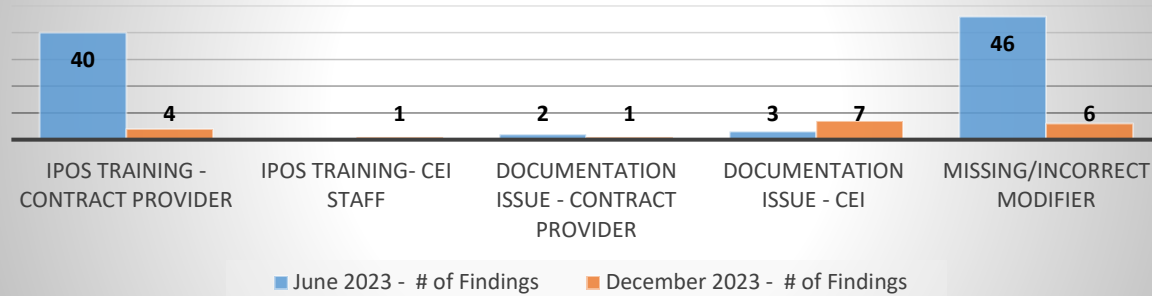 40
4
1
2
1
3
7
46
6
IPOS TRAINING -
CONTRACT PROVIDER
IPOS TRAINING- CEI
STAFF
DOCUMENTATION
ISSUE - CONTRACT
PROVIDER
DOCUMENTATION
ISSUE - CEI
MISSING/INCORRECT
MODIFIER
June 2023 - # of Findings
December 2023 - # of Findings